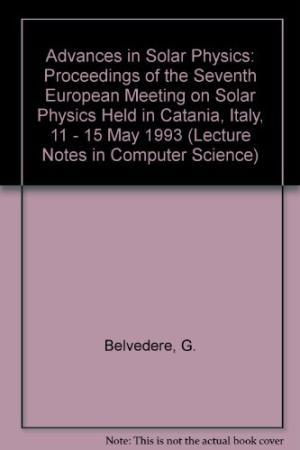 Advances in Solar Physics:
Proceedings of the Seventh
European Meeting on Solar
Physics Held in Catania, Italy,
11 - 15 May 1993 (Lecture
Notes in Computer Science)
Belvedere, G.
Note: This is not the actual book cover